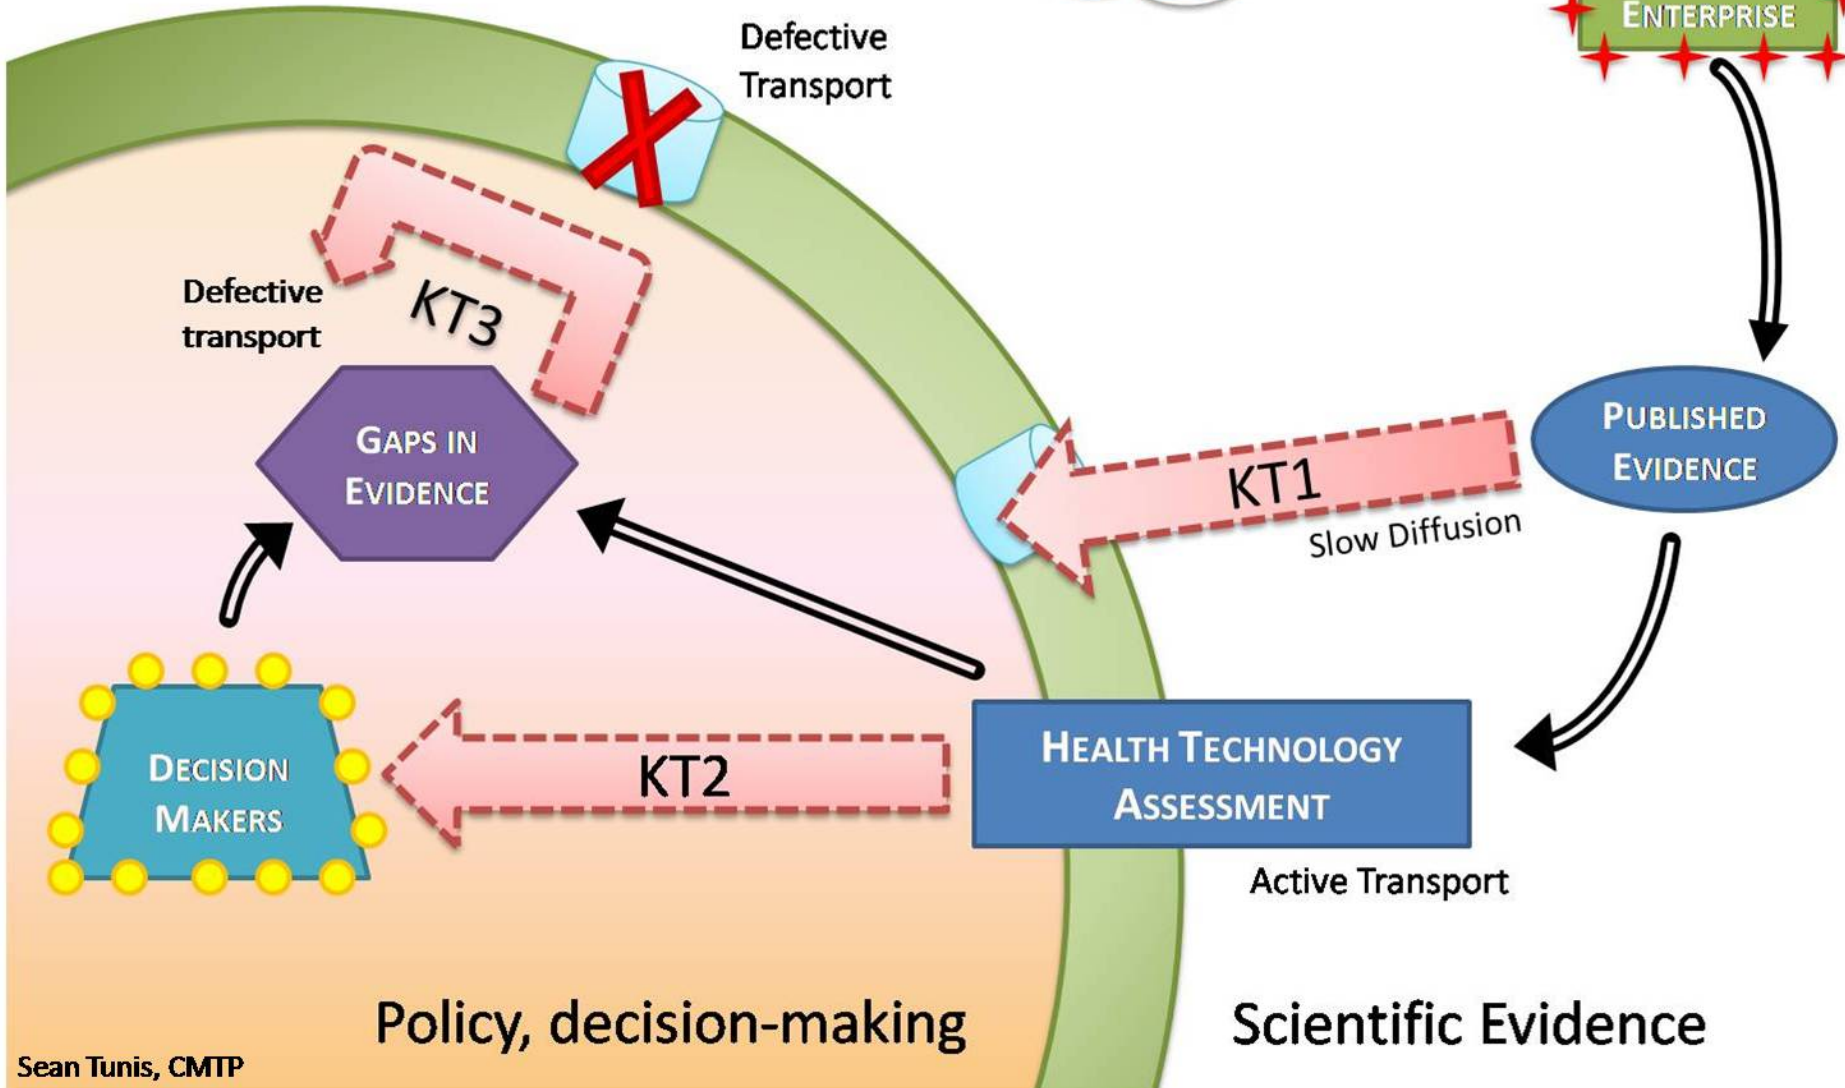 ENTERPRISE
Defective
Transport
Defective
transport
KT3
GAPS IN
EVIDENCE
KT1
Slow Diffusion
PUBLISHED
EVIDENCE
DECISION
MAKERS
KT2
HEALTH TECHNOLOGY
ASSESSMENT
Active Transport
Policy, decision-making
Scientific Evidence
Sean Tunis, CMTP